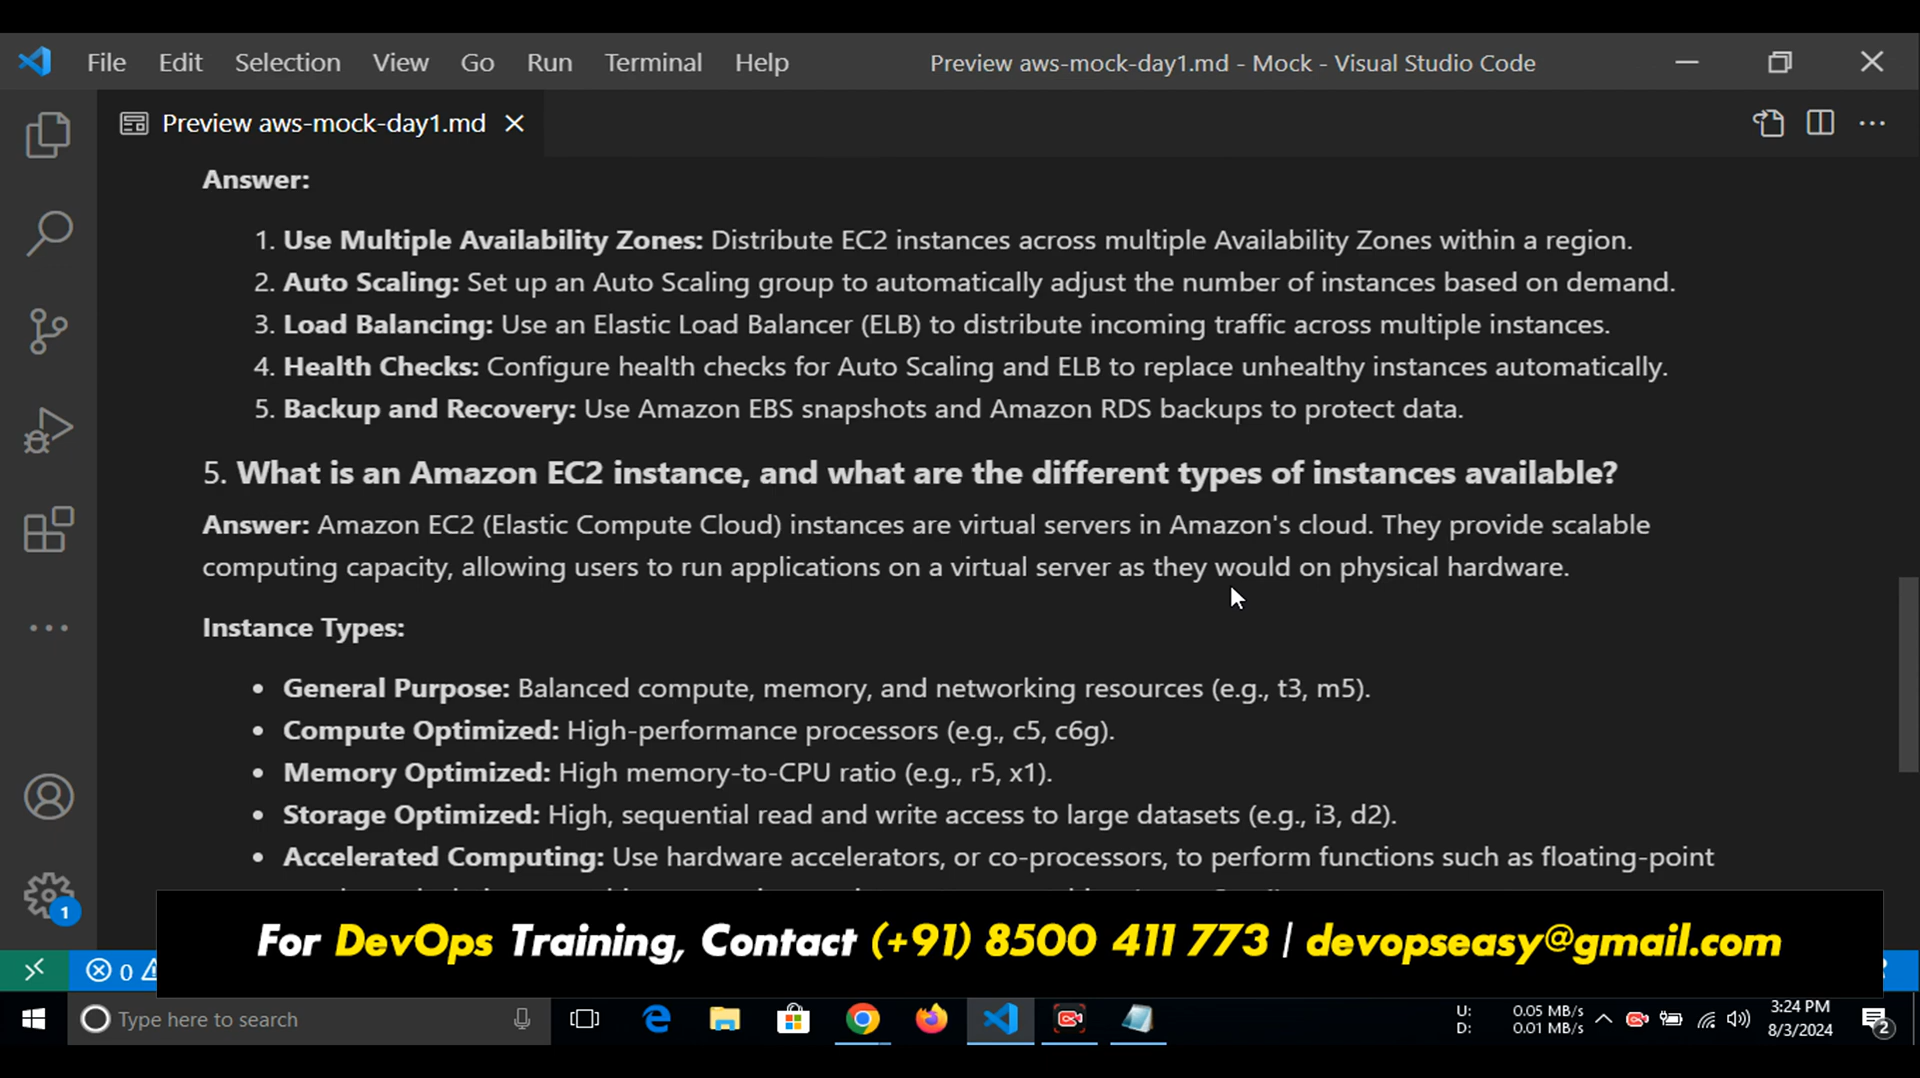 File Edit Selection View Go Run Terminal Help Preview aws-mock-day1.md - Mock - Visual Studio Code
Preview aws-mock-day1.md
Answer:
1. Use Multiple Availability Zones: Distribute EC2 instances across multiple Availability Zones within a region.
2. Auto Scaling: Set up an Auto Scaling group to automatically adjust the number of instances based on demand.
3. Load Balancing: Use an Elastic Load Balancer (ELB) to distribute incoming traffic across multiple instances.
4. Health Checks: Configure health checks for Auto Scaling and ELB to replace unhealthy instances automatically.
5. Backup and Recovery: Use Amazon EBS snapshots and Amazon RDS backups to protect data.
5. What is an Amazon EC2 instance, and what are the different types of instances available?
Answer: Amazon EC2 (Elastic Compute Cloud) instances are virtual servers in Amazon's cloud. They provide scalable
computing capacity, allowing users to run applications on a virtual server as they would on physical hardware.
Instance Types:
• General Purpose: Balanced compute, memory, and networking resources (e.g., t3, m5).
• Compute Optimized: High-performance processors (e.g., c5, c6g).
• Memory Optimized: High memory-to-CPU ratio (e.g., r5, x1).
• Storage Optimized: High, sequential read and write access to large datasets (e.g., i3, d2).
• Accelerated Computing: Use hardware accelerators, or co-processors, to perform functions such as floating-point
1
For DevOps Training, Contact (+91) 8500 411 773 | devopseasy@gmail.com
0
Type here to search
U: 0.05 MB/s
D: 0.01 MB/s
3:24 PM
8/3/2024
2